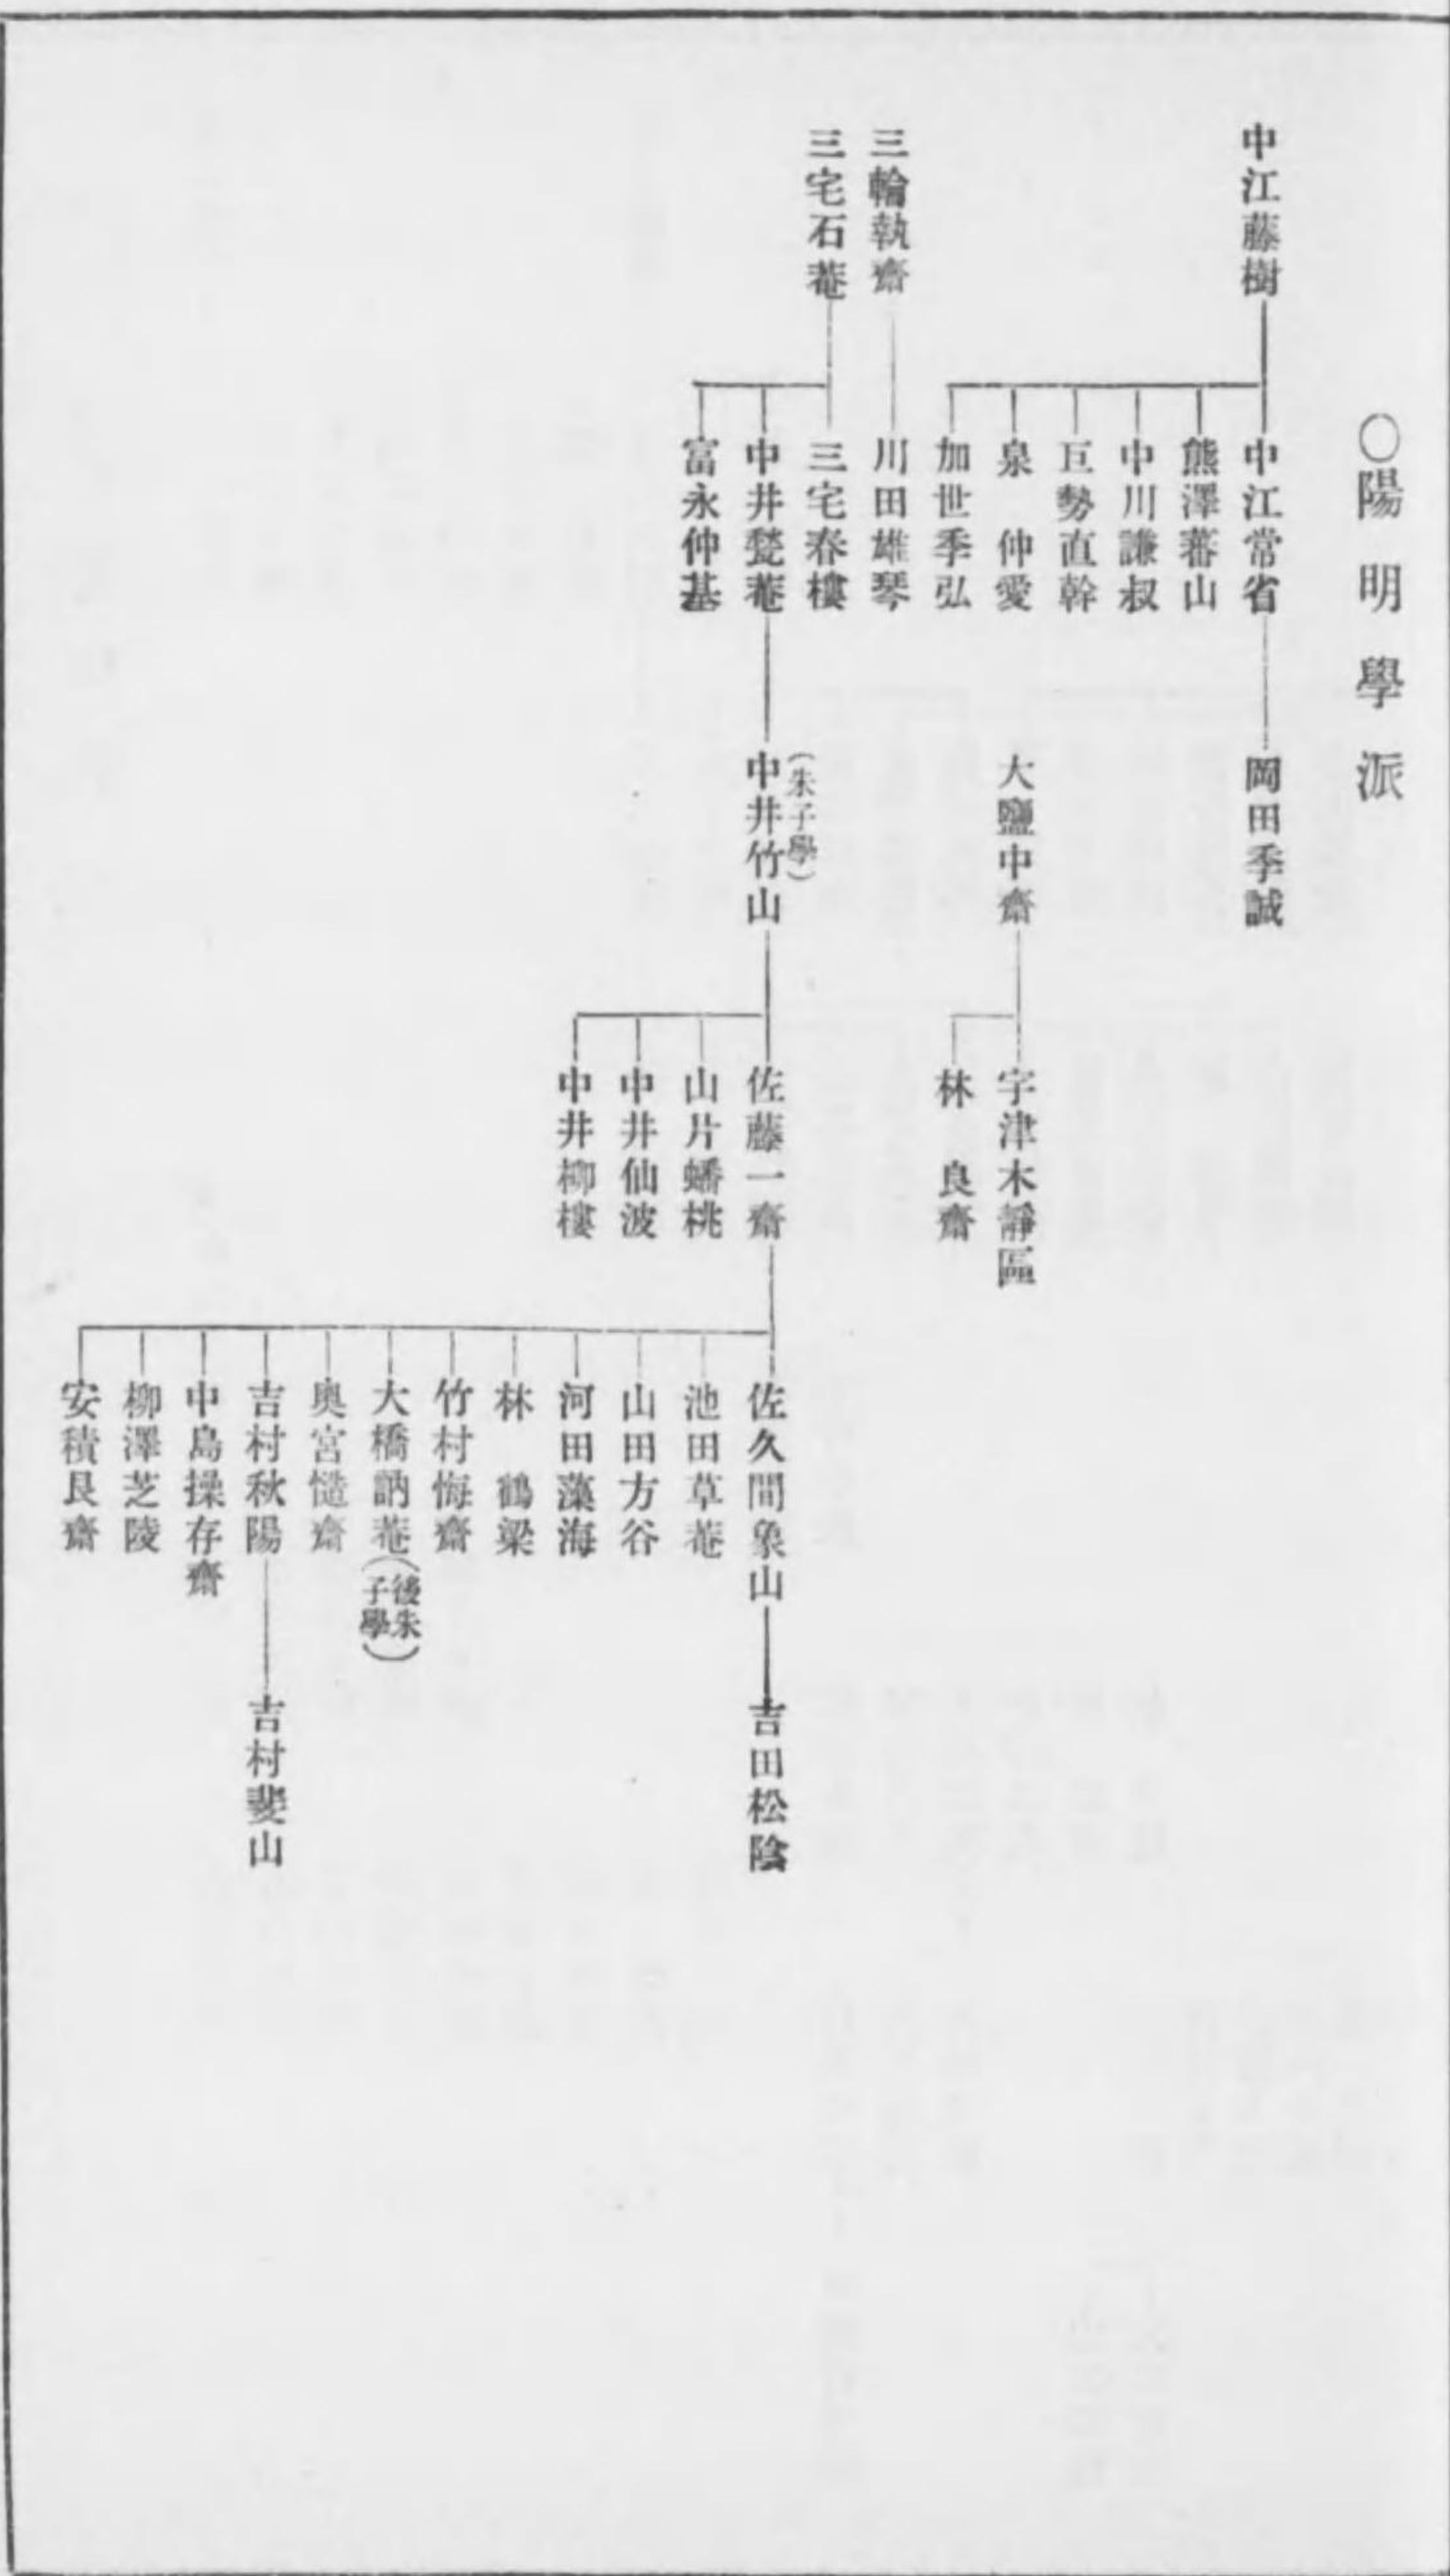 〇陽明學派
中江藤樹
中江常省
岡田季誠
熊澤蕃山
中川謙叔
巨勢直幹
泉仲愛
加世季弘
大鹽中齋
宇津木靜區
林良齋
三輪執齋
川田雄琴
三宅石菴
三宅春樓
中井甃菴
富永仲基
(朱子學)
中井竹山
佐藤一齋
山片蟠桃
中井仙波
中井柳樓
佐久間象山
吉田松陰
池田草菴
山田方谷
河田藻海
林鶴梁
竹村悔齋
大橋訥菴(後朱子學)
奥宮慥齋
吉村秋陽
吉村斐山
中島操存齋
柳澤芝陵
安積艮齋